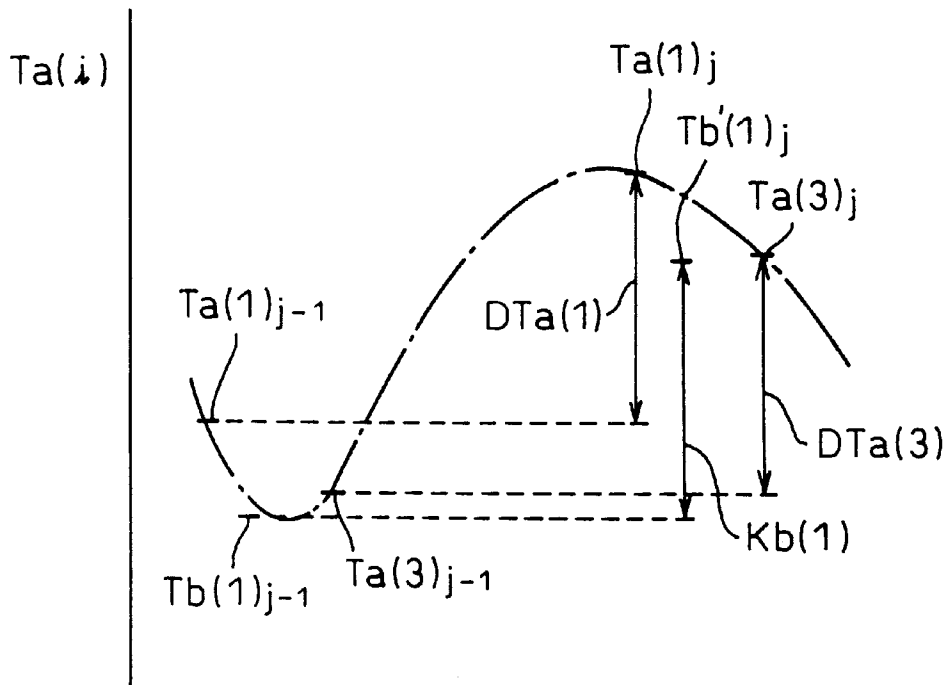 Ta(1)j
Ta(i)
Tb'(1)j
Ta(3)j
Ta(1)j-1
DTa(1)
DTa(3)
Kb(1)
Ta(3)j-1
Tb(1)j-1